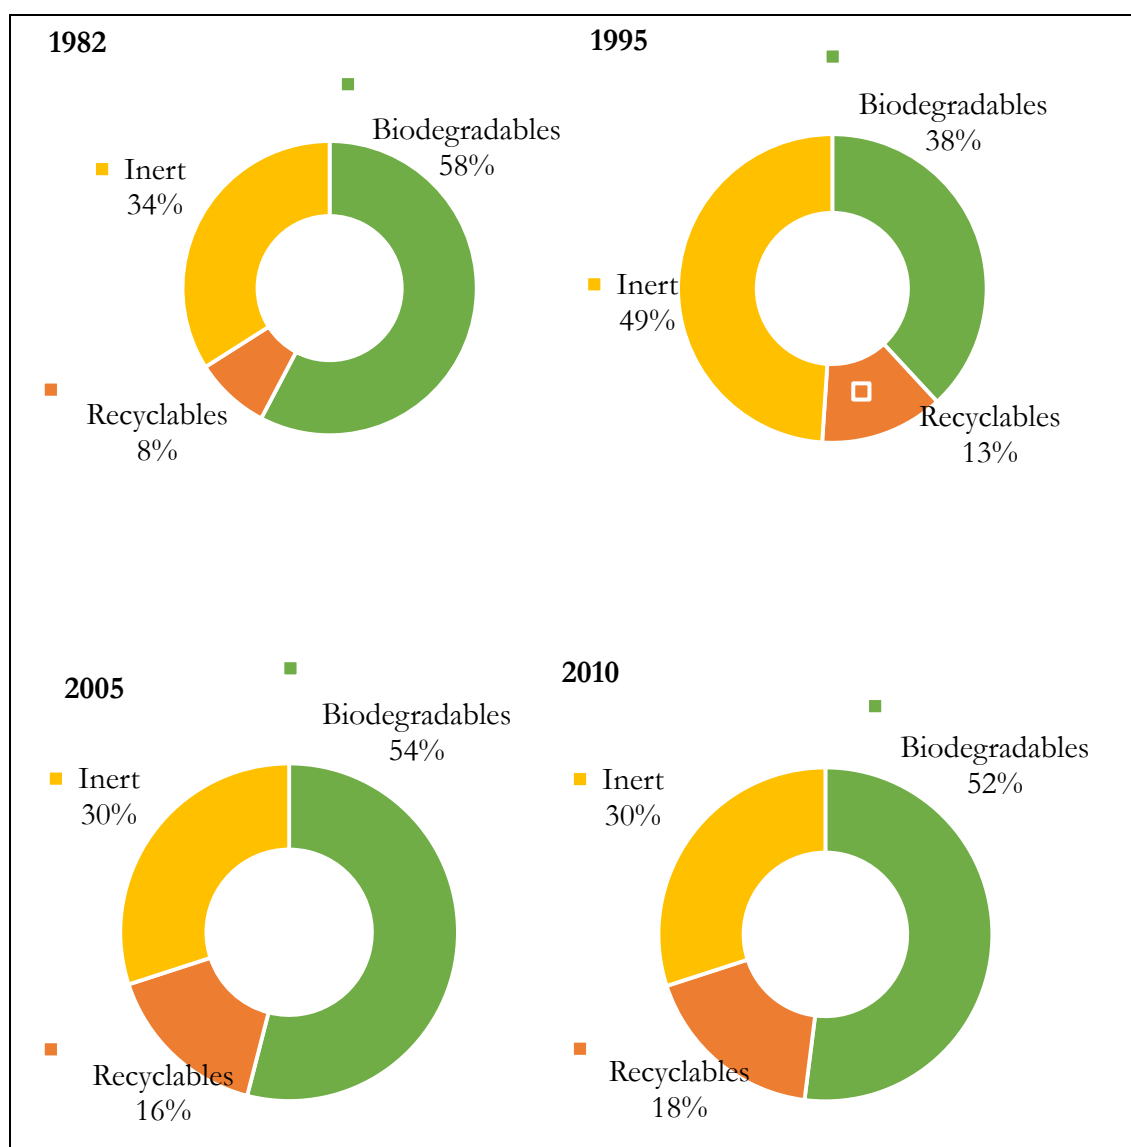 1982
Biodegradables
58%
Inert
34%
Recyclables
8%
1995
Biodegradables
38%
Inert
49%
Recyclables
13%
2005
Biodegradables
54%
Inert
30%
Recyclables
16%
2010
Biodegradables
52%
Inert
30%
Recyclables
18%